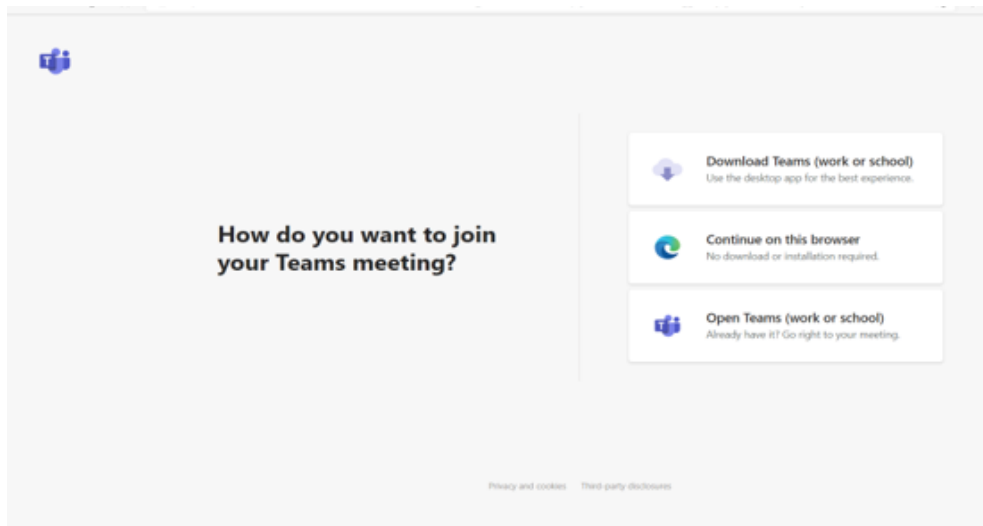 How do you want to join
your Teams meeting?
Download Teams (work or school)
Use the desktop app for the best experience.
Continue on this browser
No download or installation required.
Open Teams (work or school)
Already have it? Go right to your meeting.
Privacy and cookies
Third-party disclosures